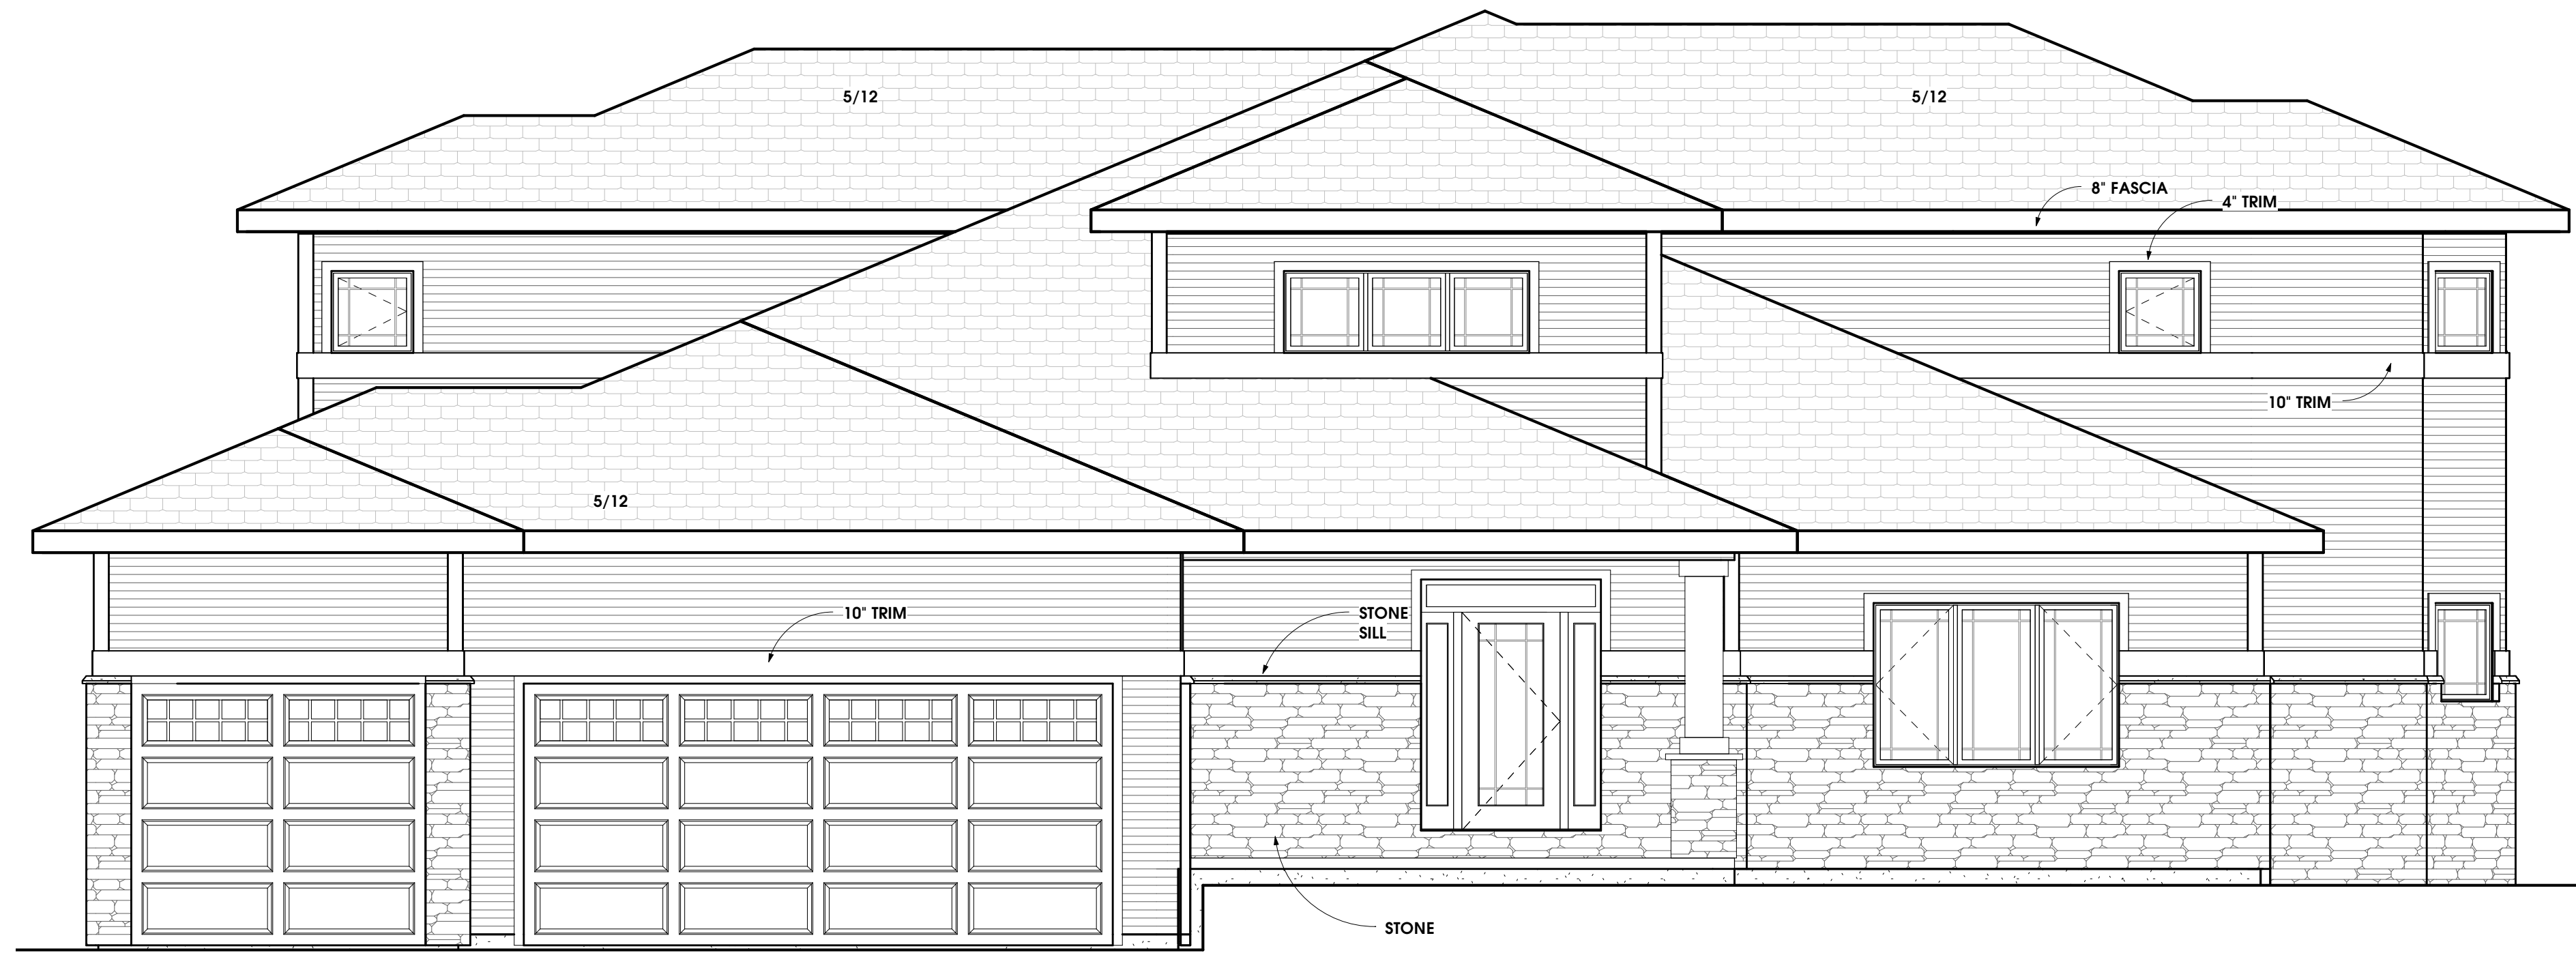 5/12
5/12
8" FASCIA
4" TRIM
10" TRIM
5/12
10" TRIM
STONE
SILL
STONE